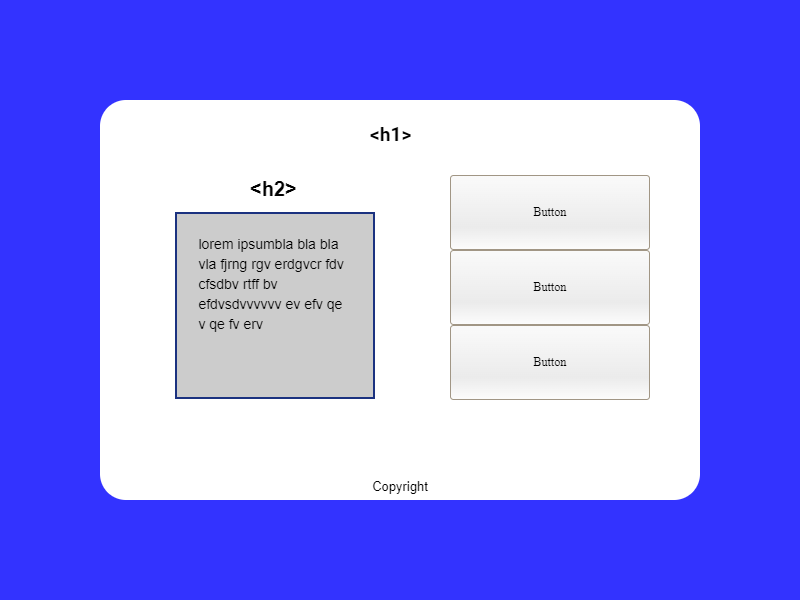 <h1>
<h2>
lorem ipsumbla bla bla
vla fjrng rgv erdgvcr fdv
cfsdbv rtff bv
efdvsdvvvvvv ev efv qe
v qe fv erv
Button
Button
Button
Copyright